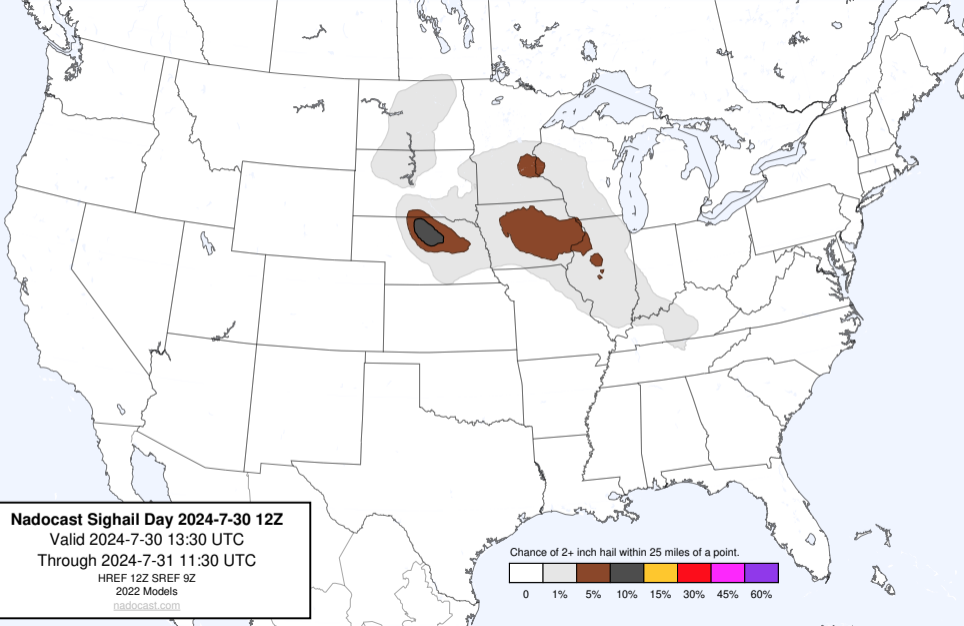 Nadocast Sighail Day 2024-7-30 12Z
Valid 2024-7-30 13:30 UTC
Through 2024-7-31 11:30 UTC
HREF 12Z SREF 9Z
2022 Models
nadocast.com
Chance of 2+ inch hail within 25 miles of a point.
0 1% 5% 10% 15% 30% 45% 60%